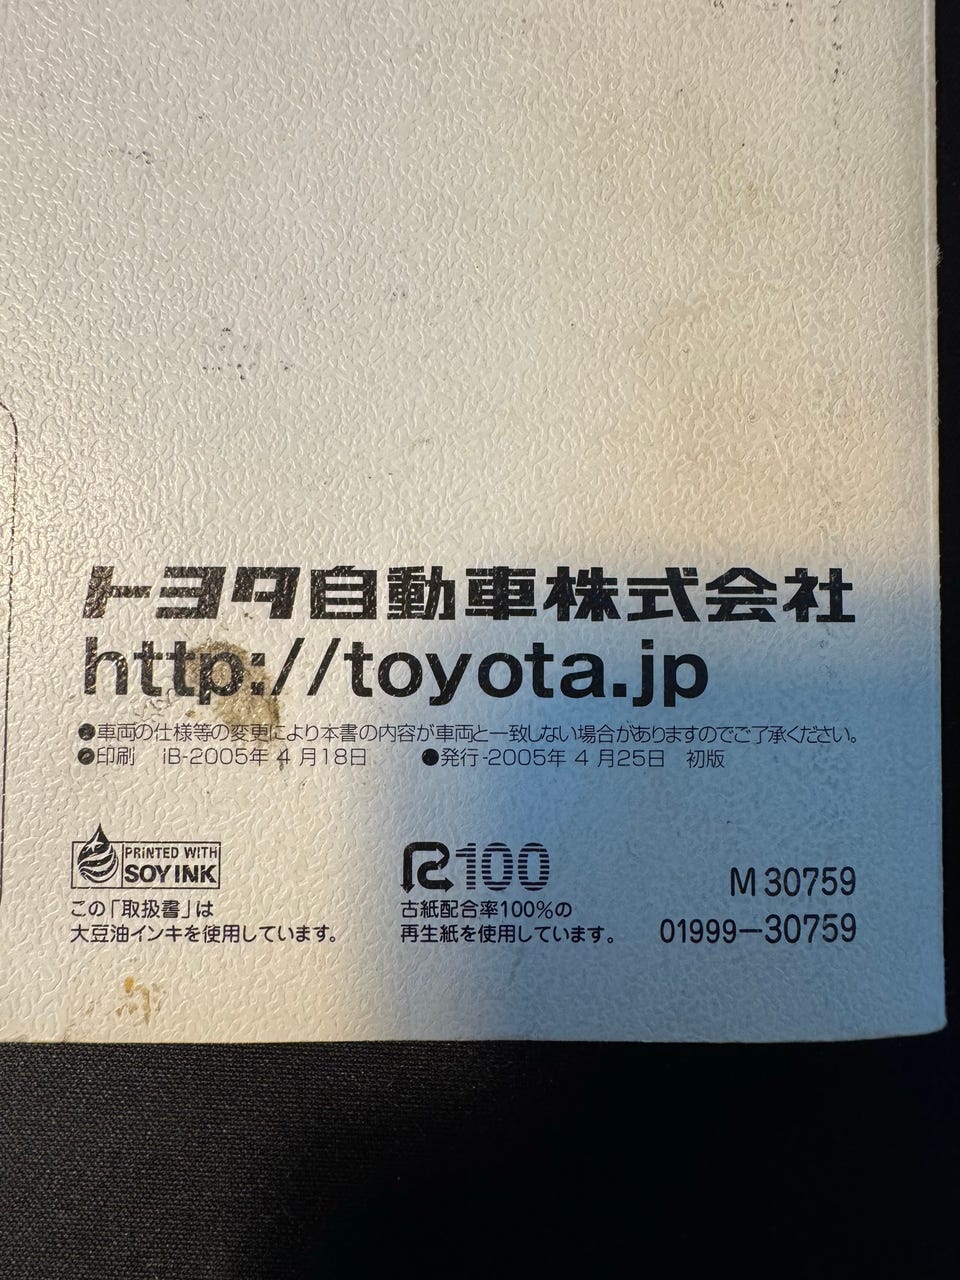 トヨタ自動車株式会社
http://toyota.jp
●車両の仕様等の変更により本書の内容が車両と一致しない場合がありますのでご了承ください。
●印刷 iB-2005年 4 月18日 ●発行-2005年 4 月25日 初版
PRINTED WITH
SOY INK
この「取扱書」は
大豆油インキを使用しています。
R100
古紙配合率100%の
再生紙を使用しています。
M 30759
01999-30759